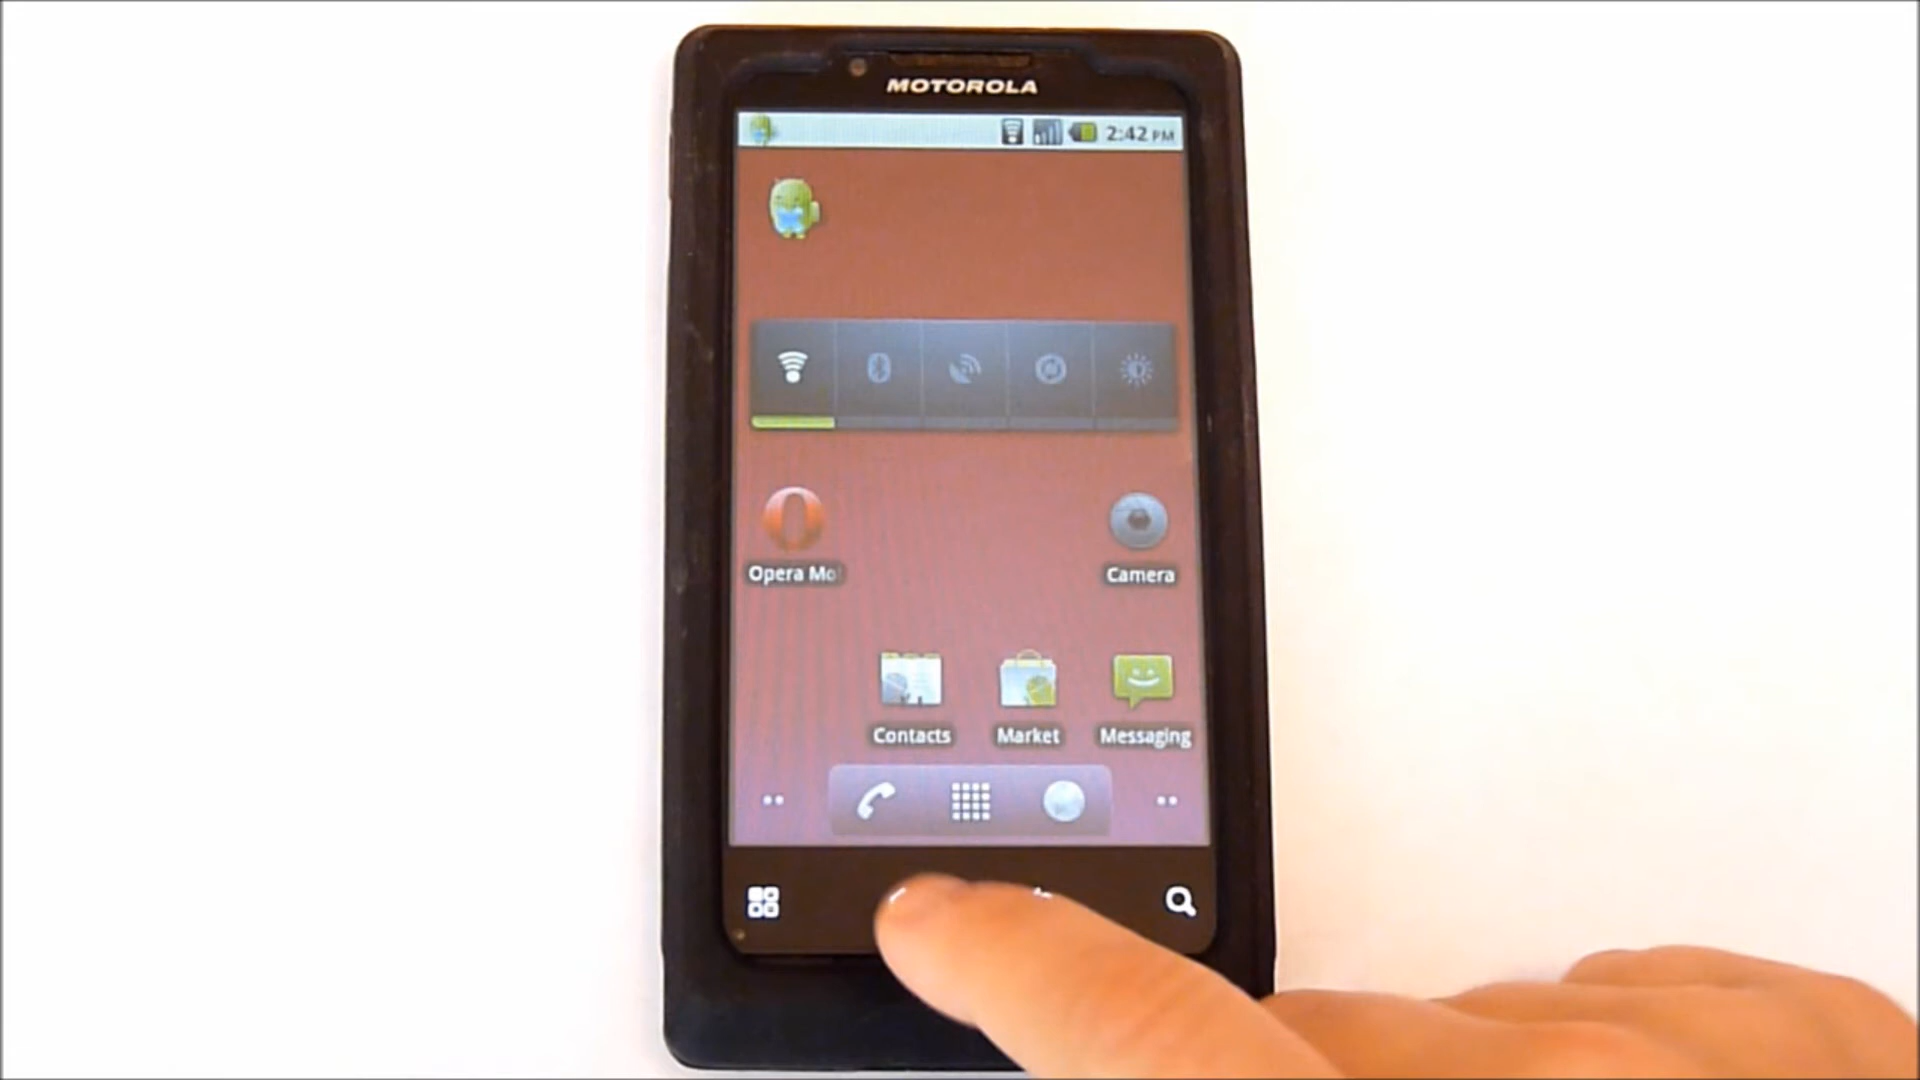 MOTOROLA
2:42 PM
Opera Mo
Camera
Contacts
Market
Messaging